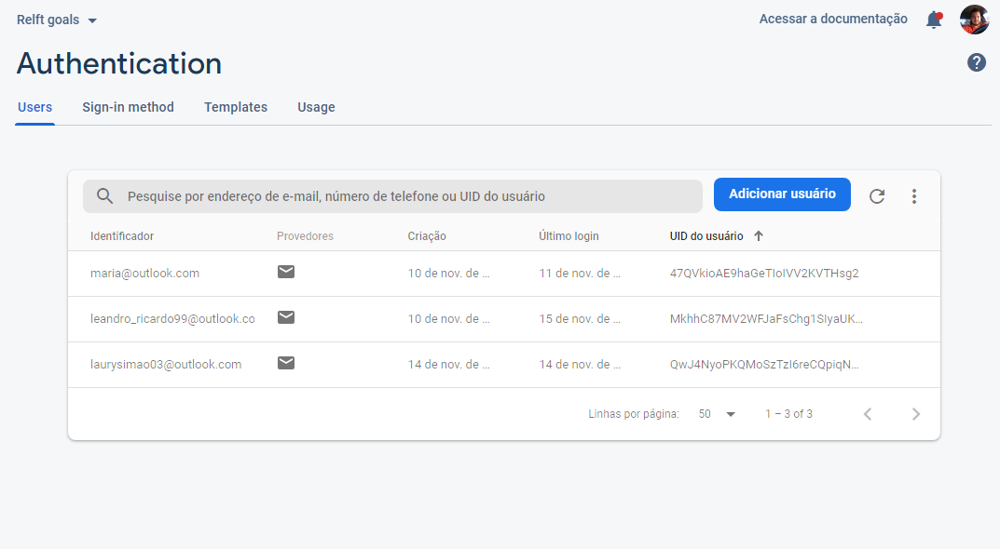 Relft goals
Acessar a documentação
Authentication
Users Sign-in method Templates Usage
Pesquise por endereço de e-mail, número de telefone ou UID do usuário
Adicionar usuário
Identificador Provedores Criação Último login UID do usuário
maria@outlook.com 10 de nov. de ... 11 de nov. de ... 47QVkioAE9haGeTIoIVV2KVTHsg2
leandro_ricardo99@outlook.co 10 de nov. de ... 15 de nov. de ... MkhhC87MV2WFJaFsChg1SIyaUK...
laurysimao03@outlook.com 14 de nov. de ... 14 de nov. de ... QwJ4NyoPKQMoSzTzI6reCQpiqN...
Linhas por página: 50 1 – 3 of 3